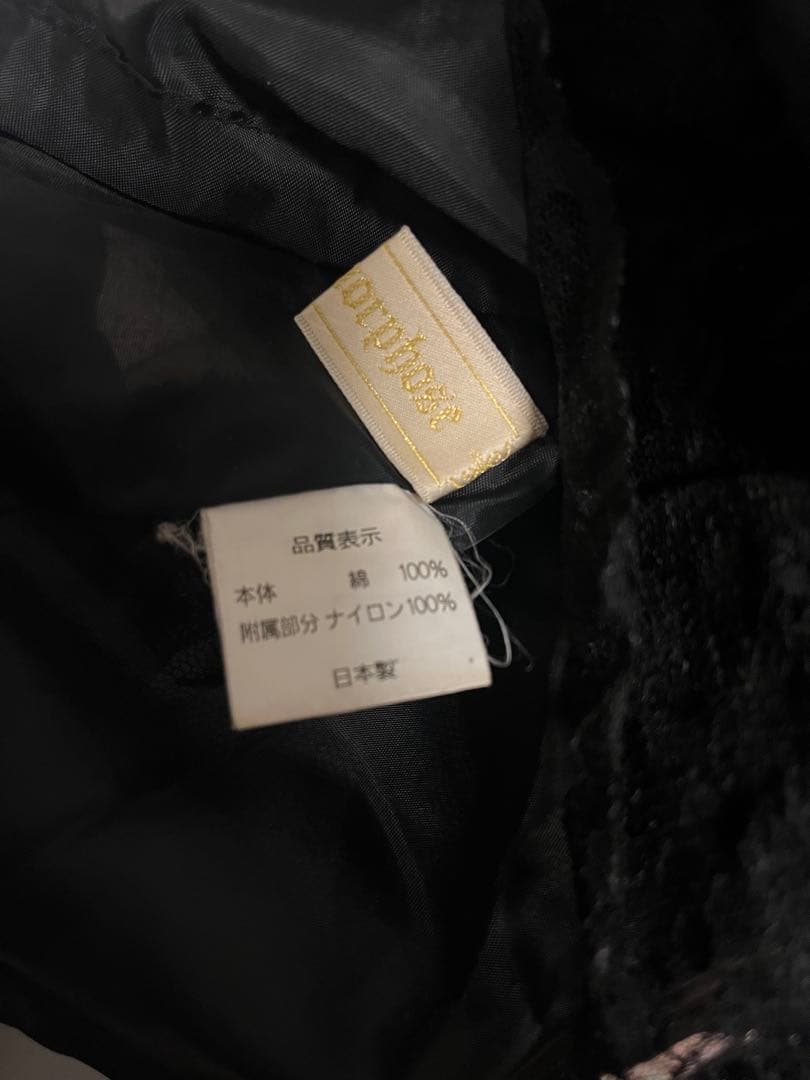 orphose
品質表示
本体 綿 100%
附属部分 ナイロン100%
日本製